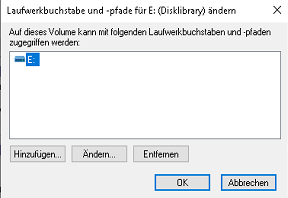 Laufwerkbuchstabe und -pfade für E: (Disklibrary) ändern
Auf dieses Volume kann mit folgenden Laufwerkbuchstaben und -pfaden
zugegriffen werden:
E:
Hinzufügen... Ändern... Entfernen
OK Abbrechen